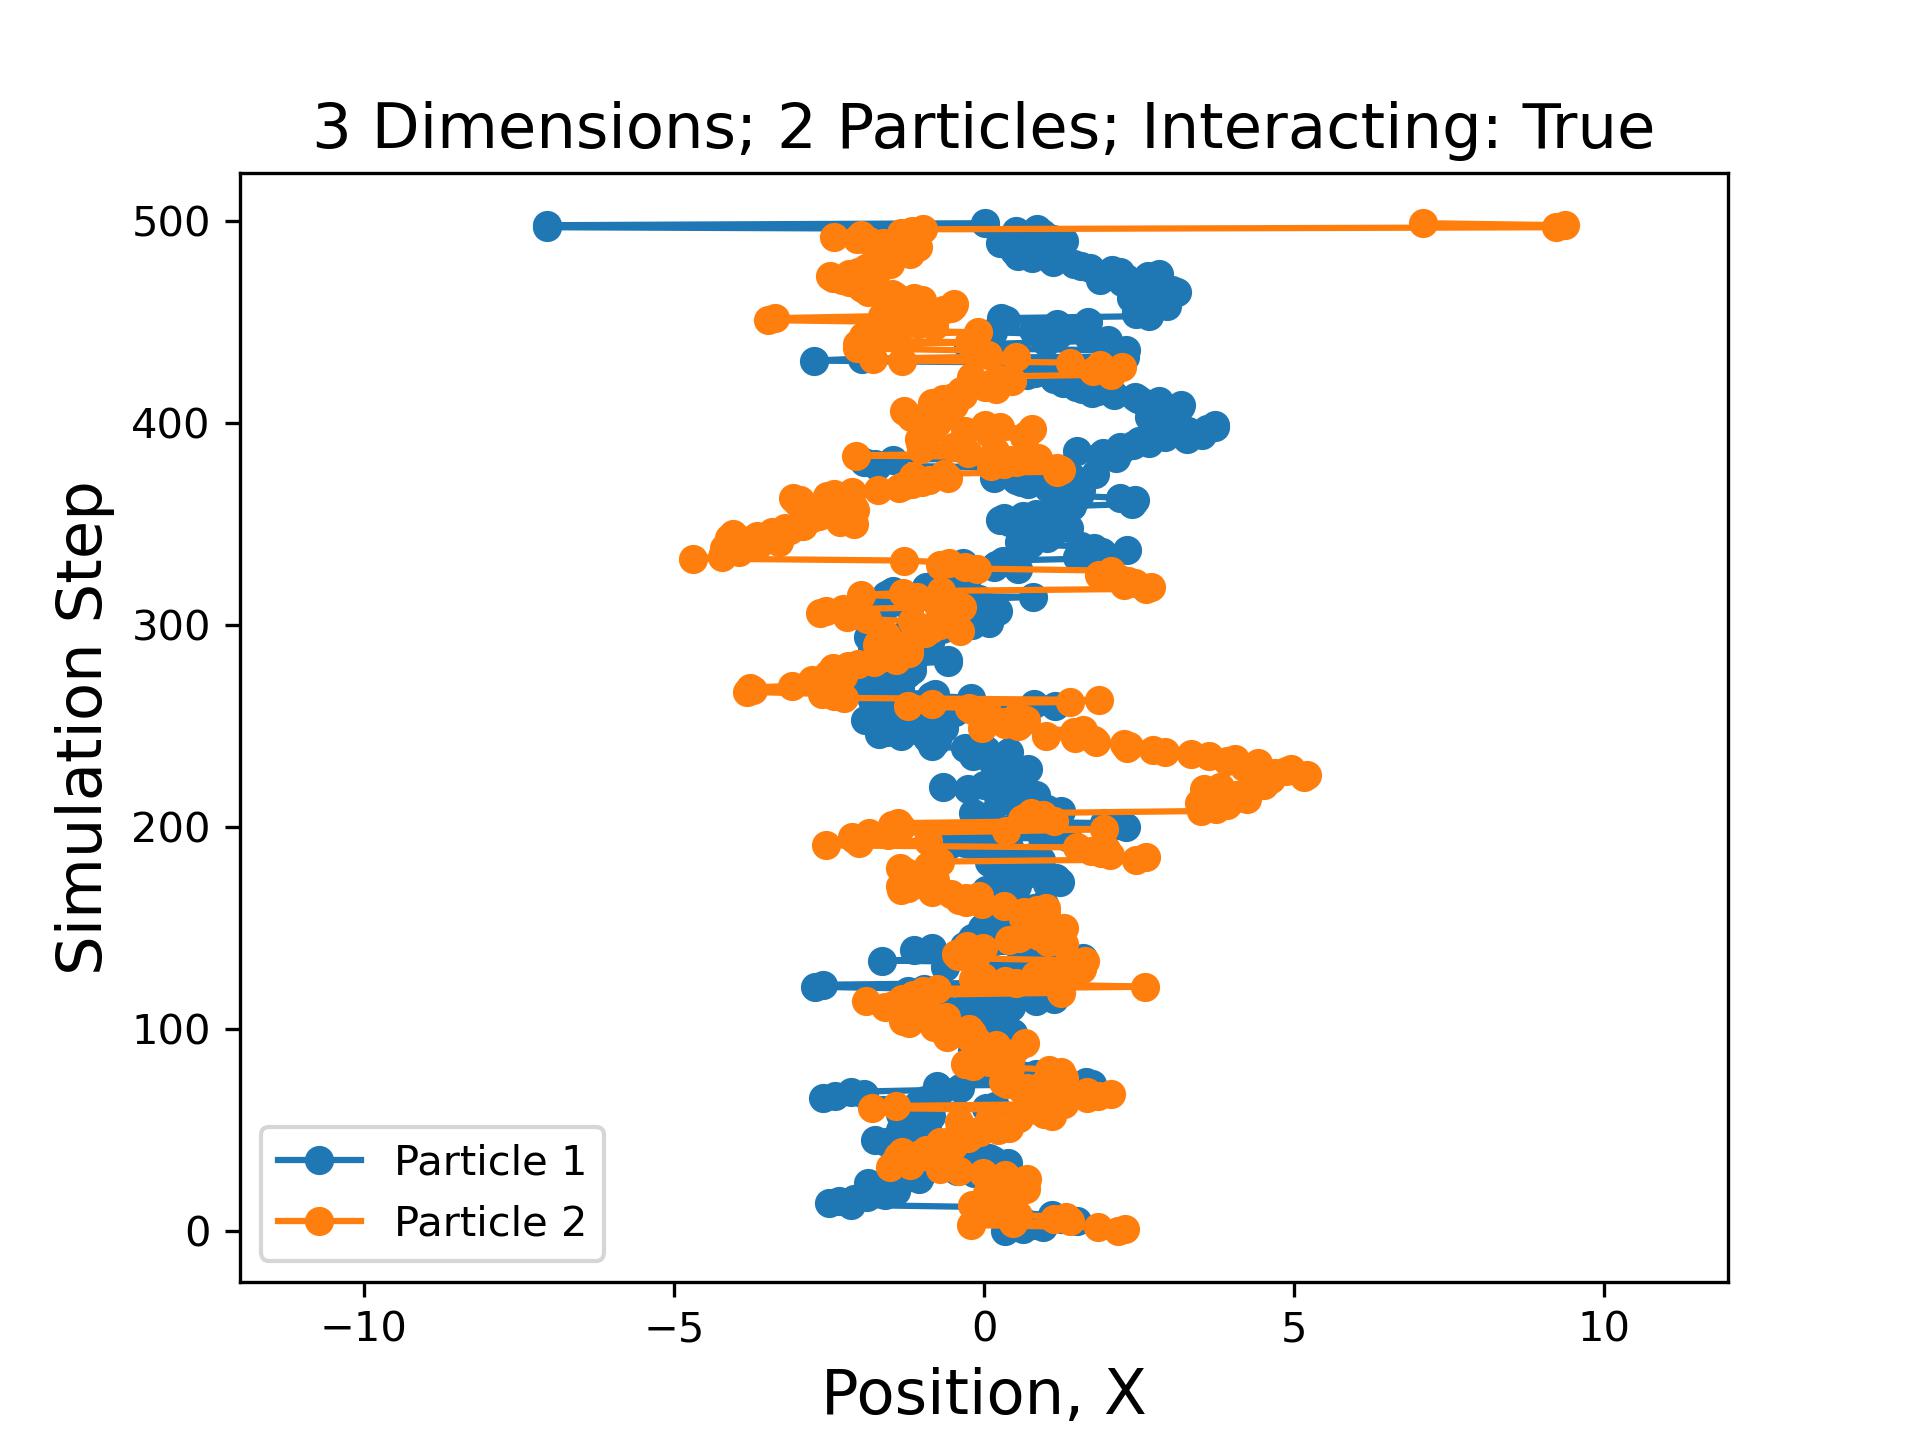 3 Dimensions; 2 Particles; Interacting: True
Simulation Step
500
400
300
200
100
0
Particle 1
Particle 2
−10
−5
0
5
10
Position, X